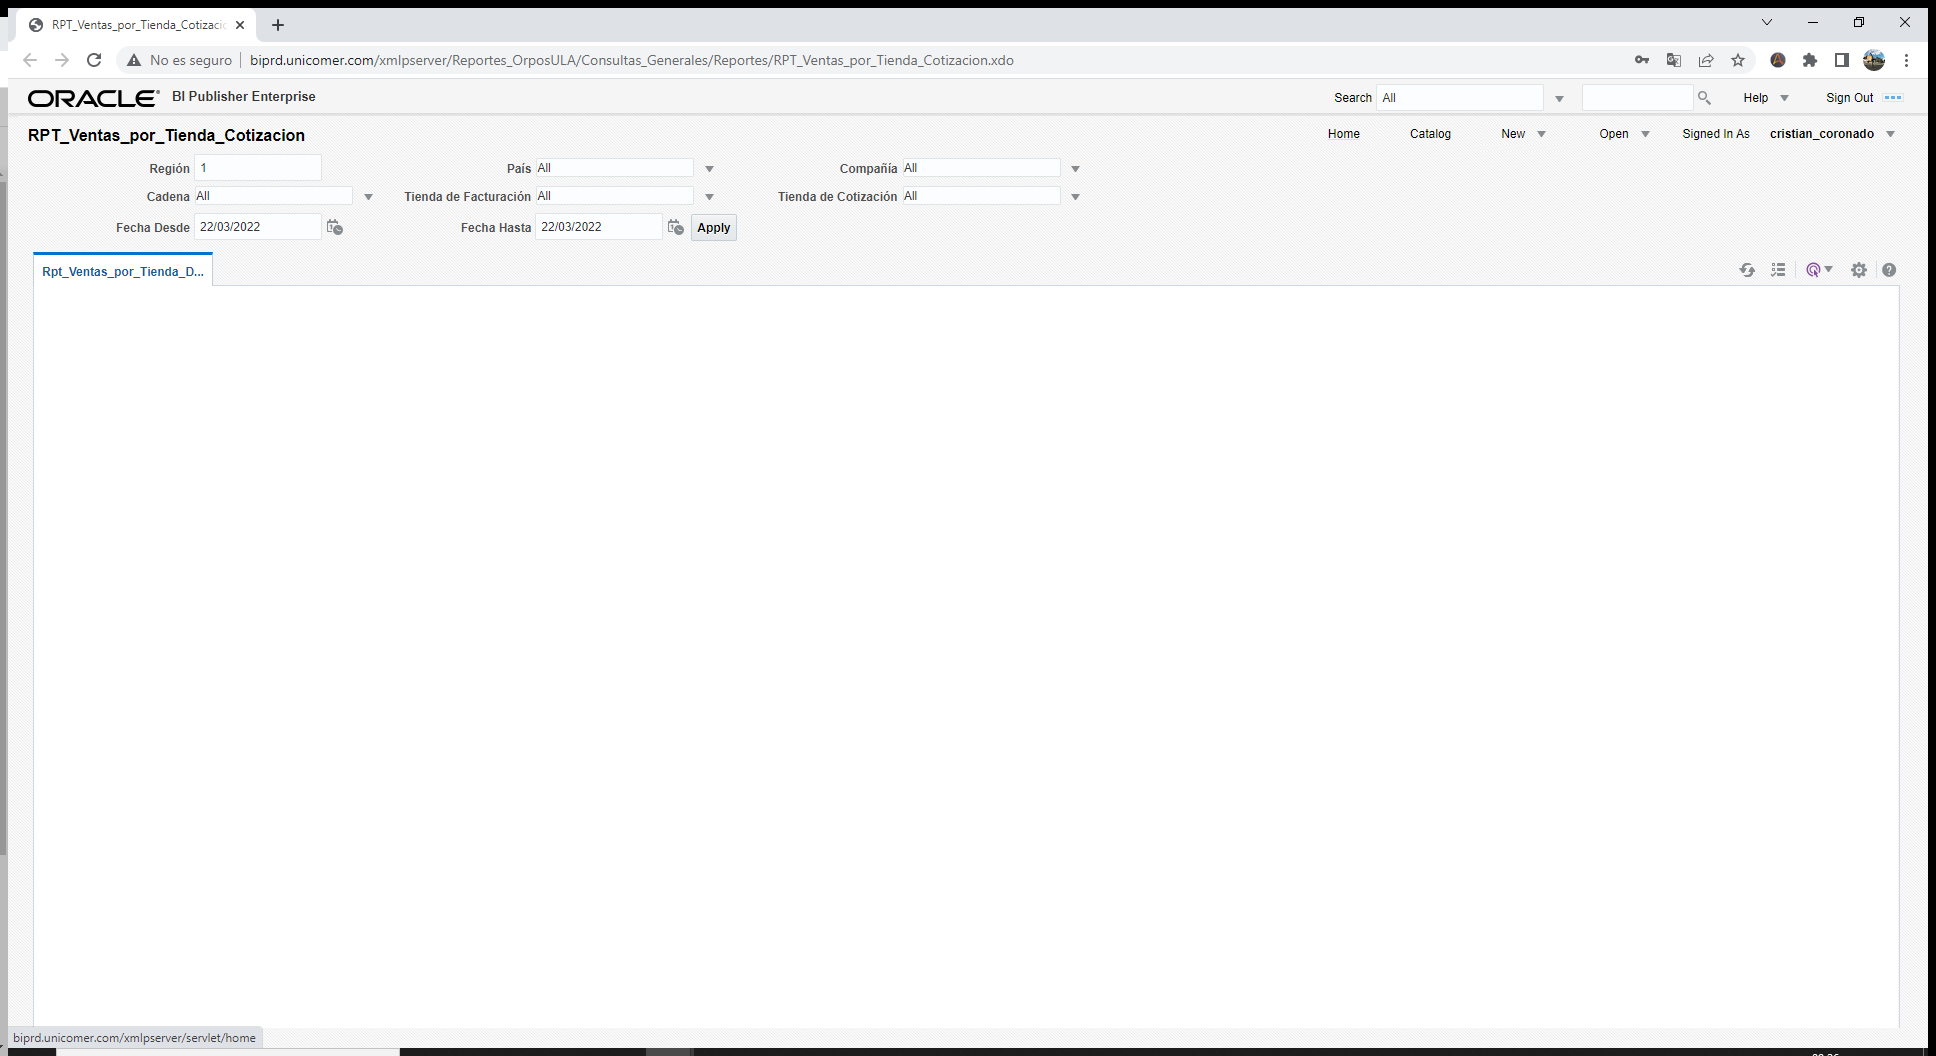 RPT_Ventas_por_Tienda_Cotizaci
No es seguro | biprd.unicomer.com/xmlpserver/Reportes_OrposULA/Consultas_Generales/Reportes/RPT_Ventas_por_Tienda_Cotizacion.xdo
ORACLE BI Publisher Enterprise Search All Help Sign Out
RPT_Ventas_por_Tienda_Cotizacion Home Catalog New Open Signed In As cristian_coronado
Región 1 País All Compañía All
Cadena All Tienda de Facturación All Tienda de Cotización All
Fecha Desde 22/03/2022 Fecha Hasta 22/03/2022 Apply
Rpt_Ventas_por_Tienda_D...
biprd.unicomer.com/xmlpserver/servlet/home